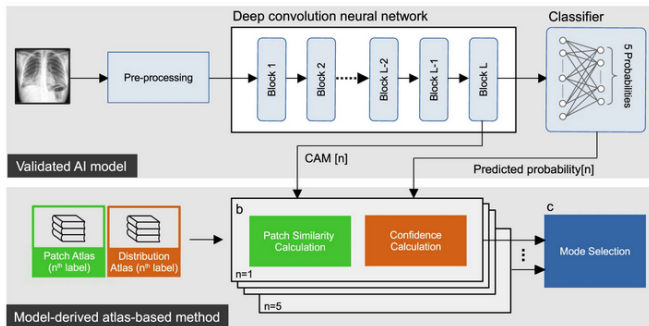 Deep convolution neural network
Classifier
Pre-processing
Block 1
Block 2
Block L-2
Block L-1
Block L
5 Probabilities
Validated AI model
CAM [n]
Predicted probability[n]
Patch Atlas
(nth label)
Distribution
Atlas (nth label)
b
Patch Similarity
Calculation
Confidence
Calculation
n=1
n=5
c
Mode Selection
Model-derived atlas-based method